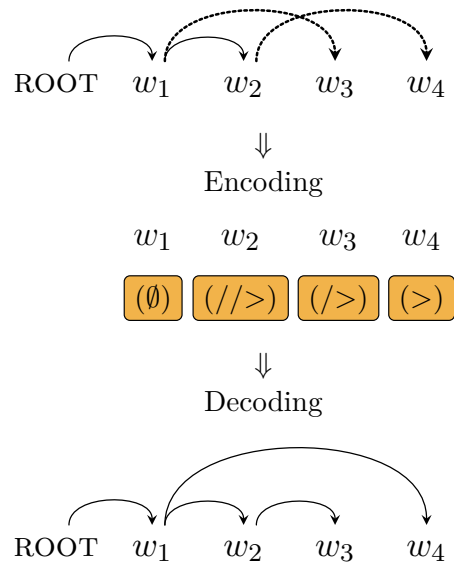 ROOT w₁ w₂ w₃ w₄
⇓
Encoding
w₁ w₂ w₃ w₄
(∅) (//>) (/>) (>)
⇓
Decoding
ROOT w₁ w₂ w₃ w₄